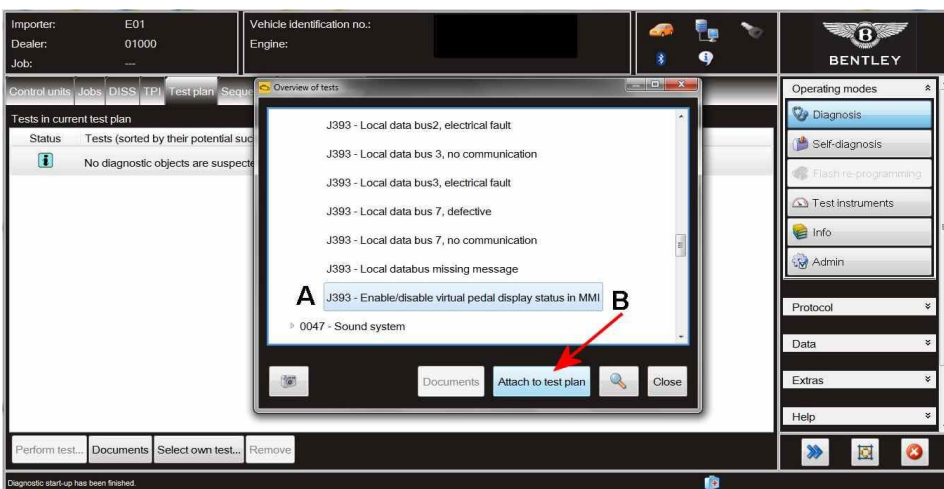 Importer: E01
Dealer: 01000
Job: ---
Vehicle identification no.:
Engine:
BENTLEY
Control units Jobs DISS TPI Test plan Seque
Tests in current test plan
Status Tests (sorted by their potential suc
No diagnostic objects are suspecte
Overview of tests
J393 - Local data bus2, electrical fault
J393 - Local data bus 3, no communication
J393 - Local data bus3, electrical fault
J393 - Local data bus 7, defective
J393 - Local data bus 7, no communication
J393 - Local databus missing message
A J393 - Enable/disable virtual pedal display status in MMI B
0047 - Sound system
Documents Attach to test plan Close
Operating modes
Diagnosis
Self-diagnosis
Flash re-programming
Test instruments
Info
Admin
Protocol
Data
Extras
Help
Perform test... Documents Select own test... Remove
Diagnostic start-up has been finished.